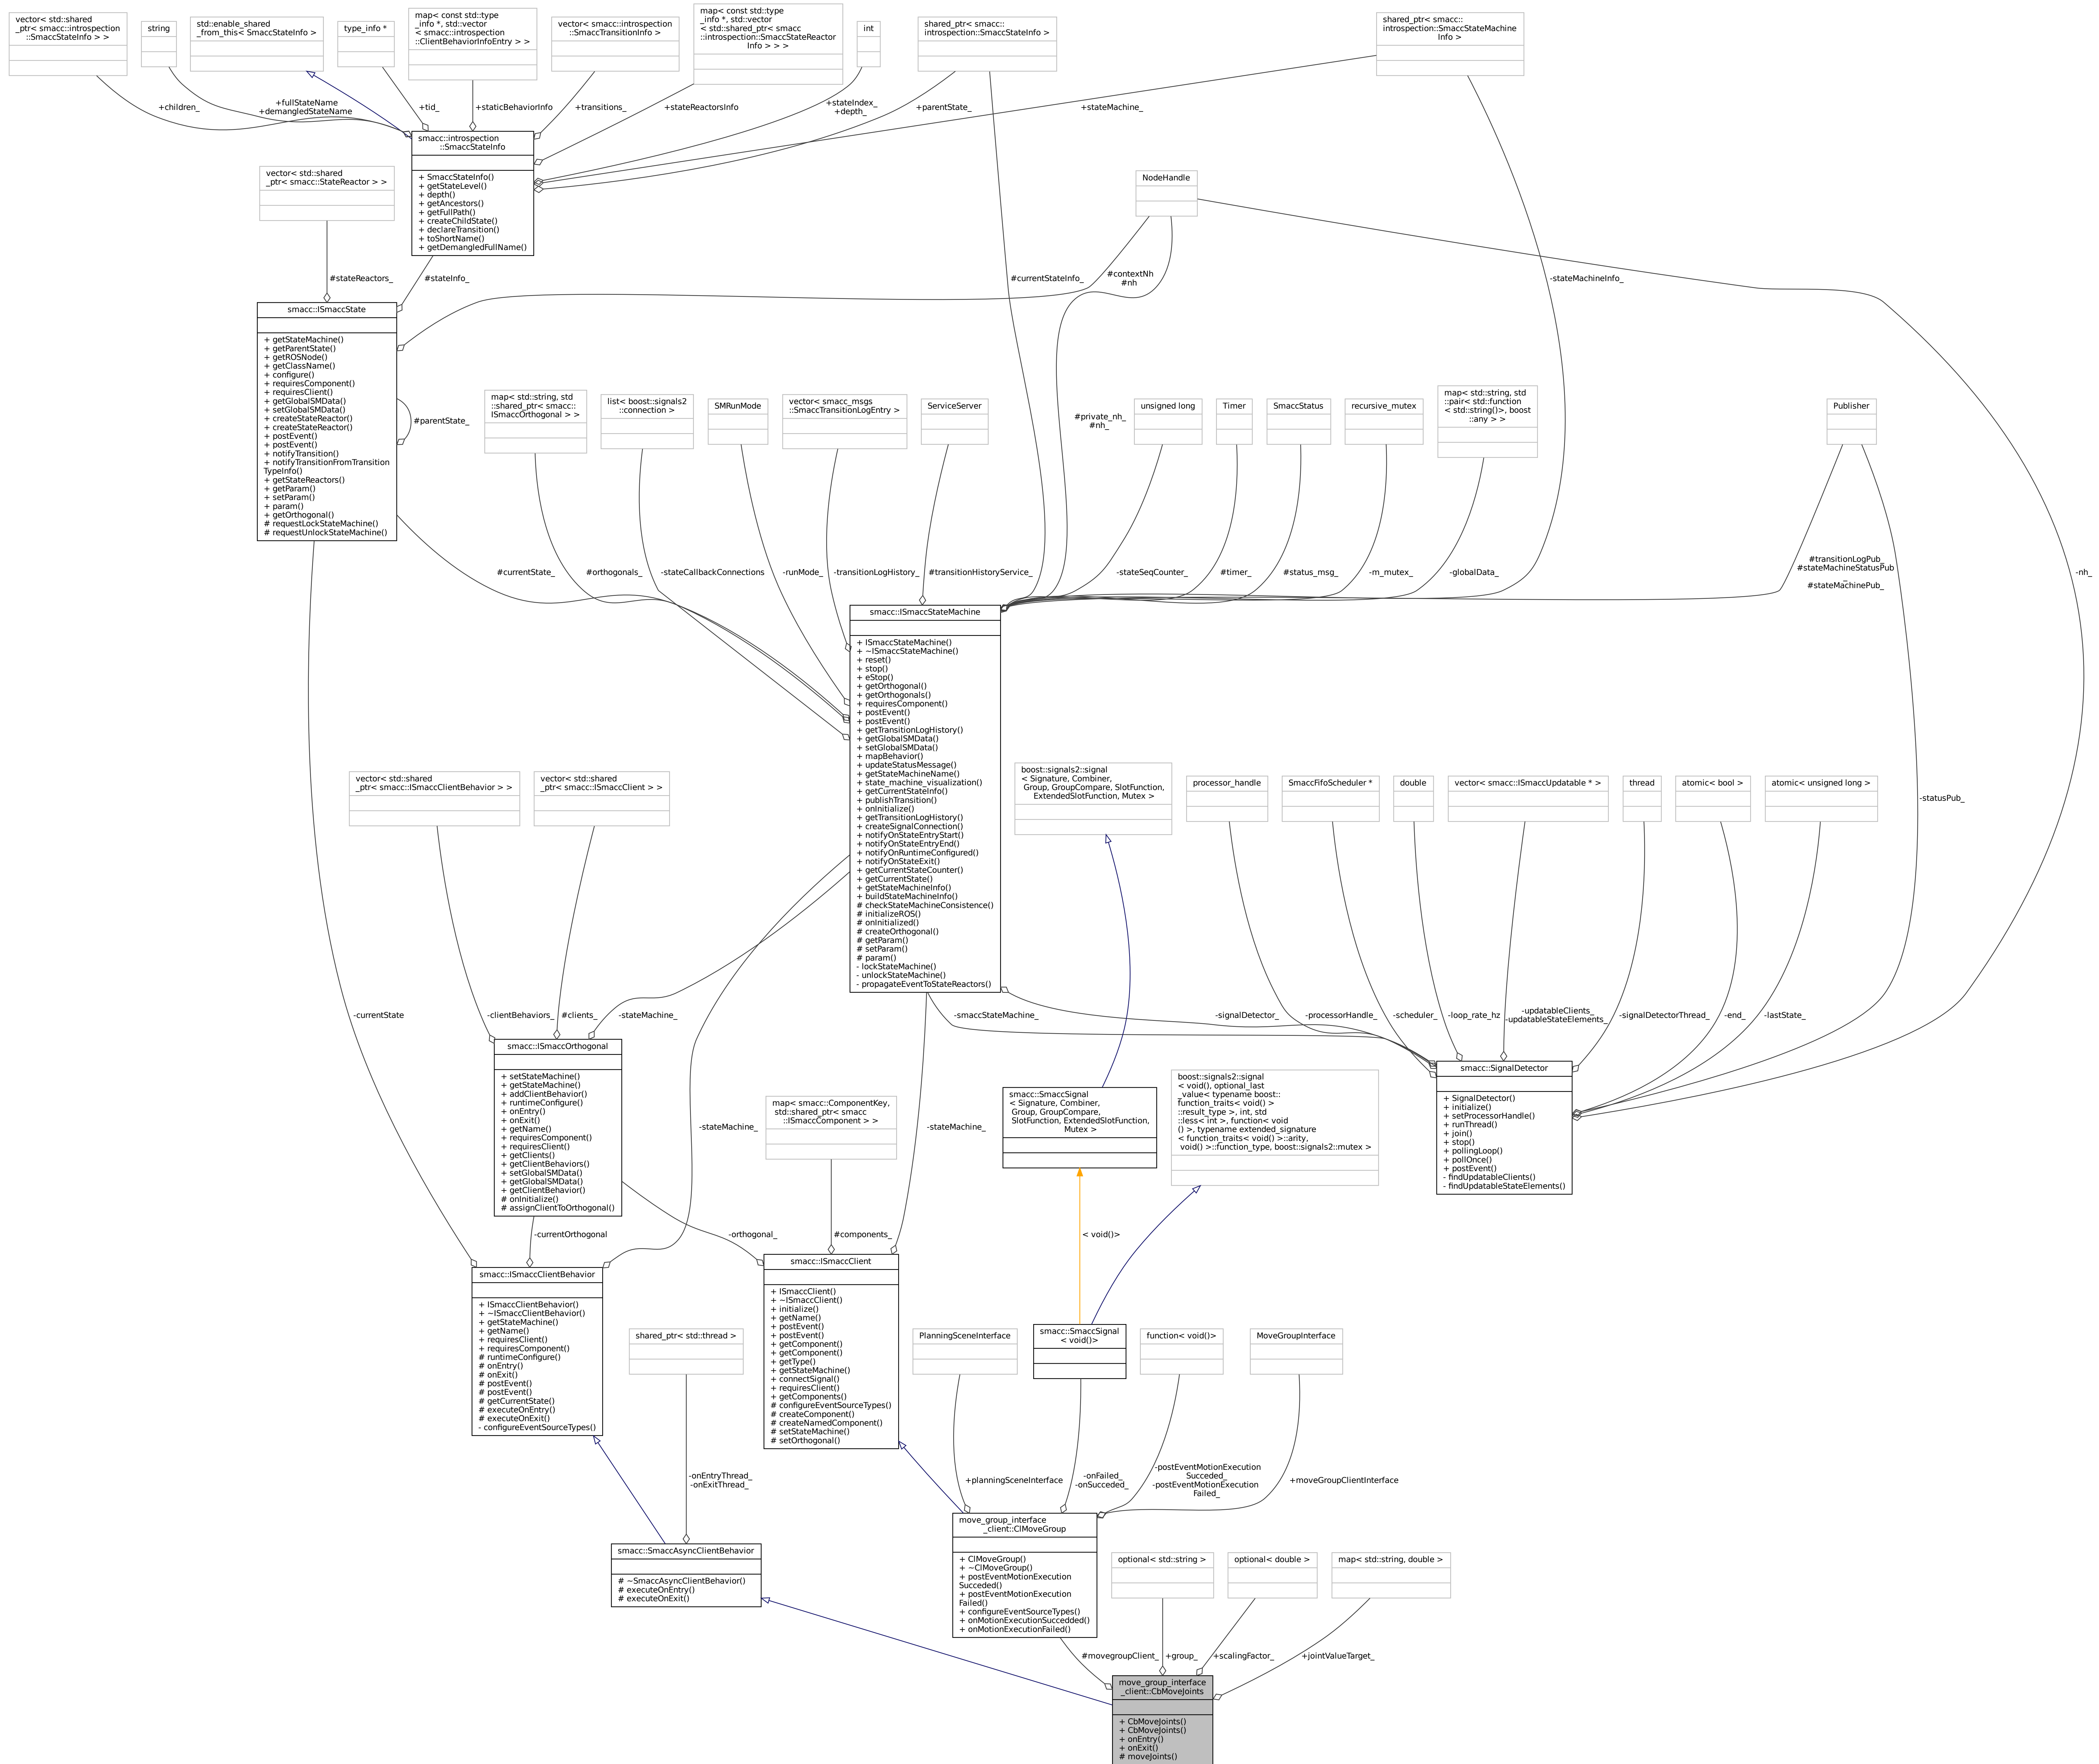 vector< std::shared
_ptr< smacc::introspection
::SmaccStateInfo > >
string
std::enable_shared
_from_this< SmaccStateInfo >
type_info *
map< const std::type
_info *, std::vector
< smacc::introspection
::ClientBehaviorInfoEntry > >
vector< smacc::introspection
::SmaccTransitionInfo >
map< const std::type
_info *, std::vector
< std::shared_ptr< smacc
::introspection::SmaccStateReactor
Info > > >
int
shared_ptr< smacc::
introspection::SmaccStateInfo >
shared_ptr< smacc::
introspection::SmaccStateMachine
Info >
+children_
+fullStateName
+demangledStateName
+tid_
+staticBehaviorInfo
+transitions_
+stateReactorsInfo
+stateIndex_
+depth_
+parentState_
+stateMachine_
smacc::introspection
::SmaccStateInfo
+ SmaccStateInfo()
+ getStateLevel()
+ depth()
+ getAncestors()
+ getFullPath()
+ createChildState()
+ declareTransition()
+ toShortName()
+ getDemangledFullName()
vector< std::shared
_ptr< smacc::StateReactor > >
NodeHandle
#stateReactors_
#stateInfo_
#currentStateInfo_
#contextNh
#nh
-stateMachineInfo_
smacc::ISmaccState
+ getStateMachine()
+ getParentState()
+ getROSNode()
+ getClassName()
+ configure()
+ requiresComponent()
+ requiresClient()
+ getGlobalSMData()
+ setGlobalSMData()
+ createStateReactor()
+ createStateReactor()
+ postEvent()
+ postEvent()
+ notifyTransition()
+ notifyTransitionFromTransition
TypeInfo()
+ getStateReactors()
+ getParam()
+ setParam()
+ param()
+ getOrthogonal()
# requestLockStateMachine()
# requestUnlockStateMachine()
#parentState_
map< std::string, std
::shared_ptr< smacc::
ISmaccOrthogonal > >
list< boost::signals2
::connection >
SMRunMode
vector< smacc_msgs
::SmaccTransitionLogEntry >
ServiceServer
#private_nh_
#nh_
unsigned long
Timer
SmaccStatus
recursive_mutex
map< std::string, std
::pair< std::function
< std::string()>, boost
::any > >
Publisher
#currentState_
#orthogonals_
-stateCallbackConnections
-runMode_
-transitionLogHistory_
#transitionHistoryService_
-stateSeqCounter_
#timer_
#status_msg_
-m_mutex_
-globalData_
#transitionLogPub_
#stateMachineStatusPub
_
#stateMachinePub_
-nh_
smacc::ISmaccStateMachine
+ ISmaccStateMachine()
+ ~ISmaccStateMachine()
+ reset()
+ stop()
+ eStop()
+ getOrthogonal()
+ getOrthogonals()
+ requiresComponent()
+ postEvent()
+ postEvent()
+ getTransitionLogHistory()
+ getGlobalSMData()
+ setGlobalSMData()
+ mapBehavior()
+ updateStatusMessage()
+ getStateMachineName()
+ state_machine_visualization()
+ getCurrentStateInfo()
+ publishTransition()
+ onInitialize()
+ getTransitionLogHistory()
+ createSignalConnection()
+ notifyOnStateEntryStart()
+ notifyOnStateEntryEnd()
+ notifyOnRuntimeConfigured()
+ notifyOnStateExit()
+ getCurrentStateCounter()
+ getCurrentState()
+ getStateMachineInfo()
+ buildStateMachineInfo()
# checkStateMachineConsistence()
# initializeROS()
# onInitialized()
# createOrthogonal()
# getParam()
# setParam()
# param()
- lockStateMachine()
- unlockStateMachine()
- propagateEventToStateReactors()
vector< std::shared
_ptr< smacc::ISmaccClientBehavior > >
vector< std::shared
_ptr< smacc::ISmaccClient > >
boost::signals2::signal
< Signature, Combiner,
Group, GroupCompare, SlotFunction,
ExtendedSlotFunction, Mutex >
processor_handle
SmaccFifoScheduler *
double
vector< smacc::ISmaccUpdatable * >
thread
atomic< bool >
atomic< unsigned long >
-statusPub_
-currentState
-clientBehaviors_
#clients_
-stateMachine_
-smaccStateMachine_
-signalDetector_
-processorHandle_
-scheduler_
-loop_rate_hz
-updatableClients_
-updatableStateElements_
-signalDetectorThread_
-end_
-lastState_
smacc::ISmaccOrthogonal
+ setStateMachine()
+ getStateMachine()
+ addClientBehavior()
+ runtimeConfigure()
+ onEntry()
+ onExit()
+ getName()
+ requiresComponent()
+ requiresClient()
+ getClients()
+ getClientBehaviors()
+ setGlobalSMData()
+ getGlobalSMData()
+ getClientBehavior()
# onInitialize()
# assignClientToOrthogonal()
-stateMachine_
map< smacc::ComponentKey,
std::shared_ptr< smacc
::ISmaccComponent > >
-stateMachine_
smacc::SmaccSignal
< Signature, Combiner,
Group, GroupCompare,
SlotFunction, ExtendedSlotFunction,
Mutex >
boost::signals2::signal
< void(), optional_last
_value< typename boost::
function_traits< void() >
::result_type >, int, std
::less< int >, function< void
() >, typename extended_signature
< function_traits< void() >::arity,
void() >::function_type, boost::signals2::mutex >
smacc::SignalDetector
+ SignalDetector()
+ initialize()
+ setProcessorHandle()
+ runThread()
+ join()
+ stop()
+ pollingLoop()
+ pollOnce()
+ postEvent()
- findUpdatableClients()
- findUpdatableStateElements()
-currentOrthogonal
-orthogonal_
#components_
< void()>
smacc::ISmaccClientBehavior
+ ISmaccClientBehavior()
+ ~ISmaccClientBehavior()
+ getStateMachine()
+ getName()
+ requiresClient()
+ requiresComponent()
# runtimeConfigure()
# onEntry()
# onExit()
# postEvent()
# postEvent()
# getCurrentState()
# executeOnEntry()
# executeOnExit()
- configureEventSourceTypes()
shared_ptr< std::thread >
smacc::ISmaccClient
+ ISmaccClient()
+ ~ISmaccClient()
+ initialize()
+ getName()
+ postEvent()
+ postEvent()
+ getComponent()
+ getComponent()
+ getType()
+ getStateMachine()
+ connectSignal()
+ requiresClient()
+ getComponents()
# configureEventSourceTypes()
# createComponent()
# createNamedComponent()
# setStateMachine()
# setOrthogonal()
PlanningSceneInterface
smacc::SmaccSignal
< void()>
function< void()>
MoveGroupInterface
-onEntryThread_
-onExitThread_
+planningSceneInterface
-onFailed_
-onSucceded_
-postEventMotionExecution
Succeded_
-postEventMotionExecution
Failed_
+moveGroupClientInterface
smacc::SmaccAsyncClientBehavior
# ~SmaccAsyncClientBehavior()
# executeOnEntry()
# executeOnExit()
move_group_interface
_client::ClMoveGroup
+ ClMoveGroup()
+ ~ClMoveGroup()
+ postEventMotionExecution
Succeded()
+ postEventMotionExecution
Failed()
+ configureEventSourceTypes()
+ onMotionExecutionSuccedded()
+ onMotionExecutionFailed()
optional< std::string >
optional< double >
map< std::string, double >
#movegroupClient_
+group_
+scalingFactor_
+jointValueTarget_
move_group_interface
_client::CbMoveJoints
+ CbMoveJoints()
+ CbMoveJoints()
+ onEntry()
+ onExit()
# moveJoints()